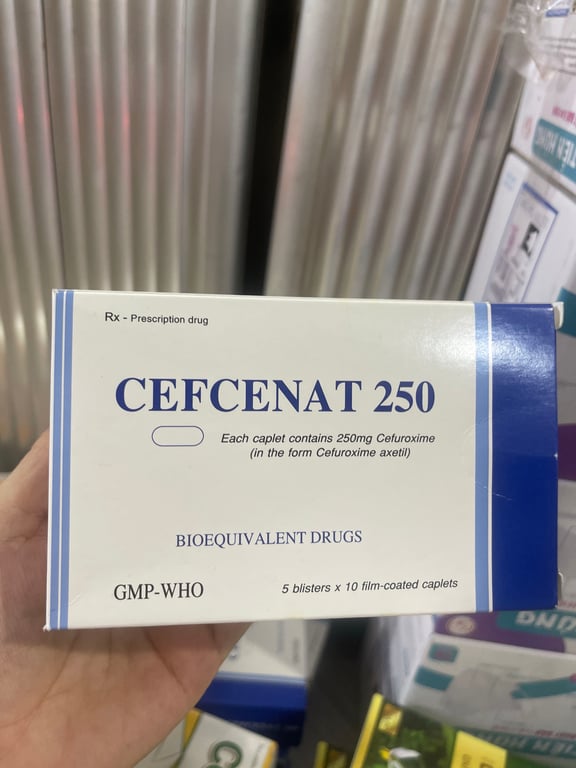 Rx - Prescription drug
CEFCENAT 250
Each caplet contains 250mg Cefuroxime
(in the form Cefuroxime axetil)
BIOEQUIVALENT DRUGS
GMP-WHO
5 blisters x 10 film-coated caplets